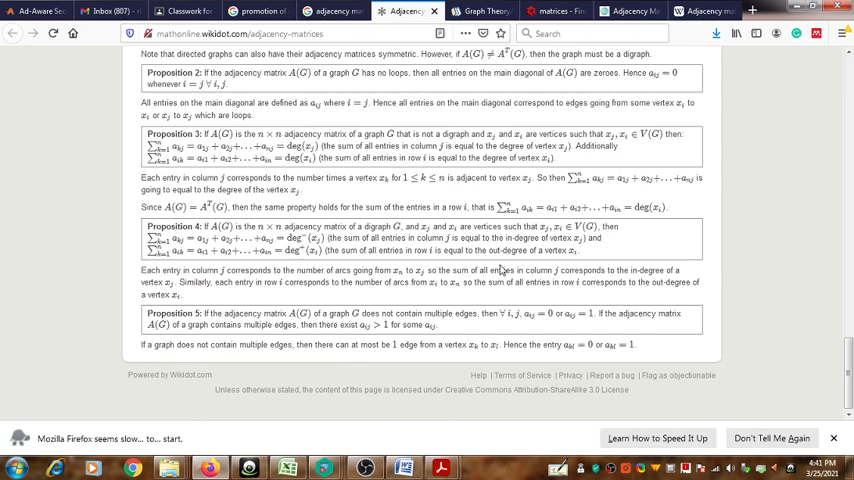 Ad-Aware Sec
Inbox (807) - r
Classwork for
promotion of
adjacency ma
Adjacency
Graph Theory
matrices - Fin
Adjacency Ma
Adjacency ma
mathonline.wikidot.com/adjacency-matrices
Search
Note that directed graphs can also have their adjacency matrices symmetric. However, if A(G) ≠ A^T(G), then the graph must be a digraph.
Proposition 2: If the adjacency matrix A(G) of a graph G has no loops, then all entries on the main diagonal of A(G) are zeroes. Hence a_ij = 0
whenever i = j ∀ i, j.
All entries on the main diagonal are defined as a_ij where i = j. Hence all entries on the main diagonal correspond to edges going from some vertex x_i to
x_i or x_j to x_j which are loops.
Proposition 3: If A(G) is the n × n adjacency matrix of a graph G that is not a digraph and x_j and x_i are vertices such that x_j, x_i ∈ V(G) then:
∑_{k=1}^n a_kj = a_1j + a_2j+...+a_nj = deg(x_j) (the sum of all entries in column j is equal to the degree of vertex x_j). Additionally
∑_{k=1}^n a_ik = a_i1 + a_i2+...+a_in = deg(x_i) (the sum of all entries in row i is equal to the degree of vertex x_i).
Each entry in column j corresponds to the number times a vertex x_k for 1 ≤ k ≤ n is adjacent to vertex x_j. So then ∑_{k=1}^n a_kj = a_1j + a_2j+...+a_nj is
going to equal to the degree of the vertex x_j.
Since A(G) = A^T(G), then the same property holds for the sum of the entries in a row i, that is ∑_{k=1}^n a_ik = a_i1 + a_i2+...+a_in = deg(x_i).
Proposition 4: If A(G) is the n × n adjacency matrix of a digraph G, and x_j and x_i are vertices such that x_j, x_i ∈ V(G), then
∑_{k=1}^n a_kj = a_1j + a_2j+...+a_nj = deg^-(x_j) (the sum of all entries in column j is equal to the in-degree of vertex x_j) and
∑_{k=1}^n a_ik = a_i1 + a_i2+...+a_in = deg^+(x_i) (the sum of all entries in row i is equal to the out-degree of a vertex x_i.
Each entry in column j corresponds to the number of arcs going from x_n to x_j so the sum of all entries in column j corresponds to the in-degree of a
vertex x_j. Similarly, each entry in row i corresponds to the number of arcs from x_i to x_n so the sum of all entries in row i corresponds to the out-degree of
a vertex x_i.
Proposition 5: If the adjacency matrix A(G) of a graph G does not contain multiple edges, then ∀ i, j, a_ij = 0 or a_ij = 1. If the adjacency matrix
A(G) of a graph contains multiple edges, then there exist a_ij > 1 for some a_ij.
If a graph does not contain multiple edges, then there can at most be 1 edge from a vertex x_k to x_l. Hence the entry a_kl = 0 or a_kl = 1.
Powered by Wikidot.com
Help | Terms of Service | Privacy | Report a bug | Flag as objectionable
Unless otherwise stated, the content of this page is licensed under Creative Commons Attribution-ShareAlike 3.0 License
Mozilla Firefox seems slow... to... start.
Learn How to Speed It Up
Don't Tell Me Again
4:41 PM
3/25/2021